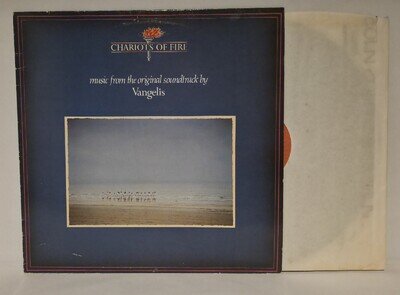 CHARIOTS OF FIRE
music from the original soundtrack by
Vangelis